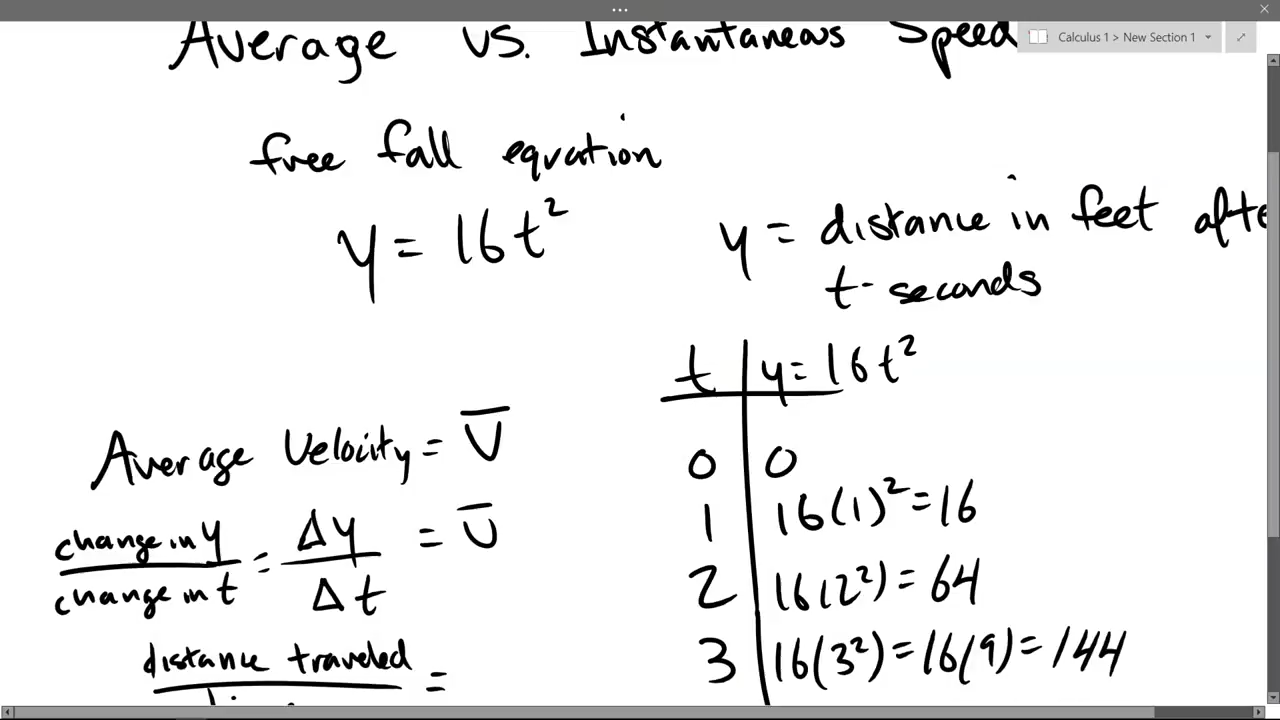 Average vs. Instantaneous Speed
Calculus 1 > New Section 1
free fall equation
y = 16t²
y = distance in feet afte
t- seconds
t | y = 16t²
0 | 0
1 | 16(1)² = 16
2 | 16(2²) = 64
3 | 16(3²) = 16(9) = 144
Average Velocity = V̅
change in y / change in t = Δy / Δt = V̅
distance traveled =